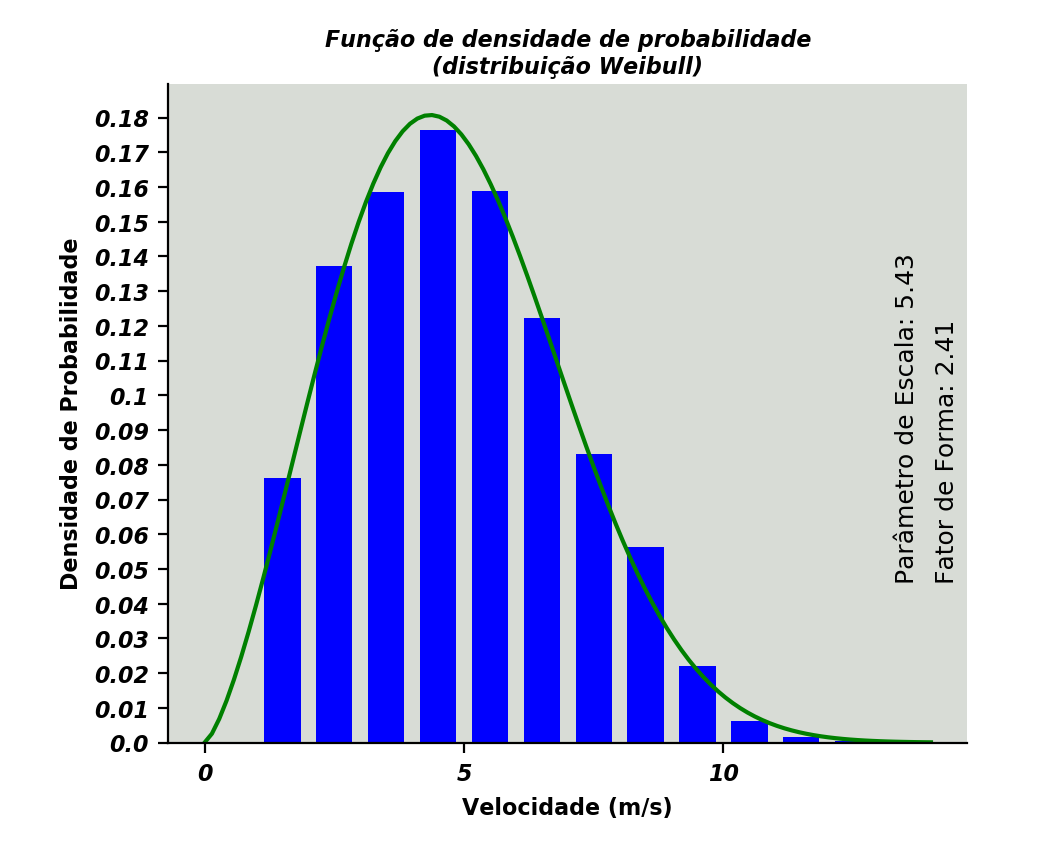 Função de densidade de probabilidade
(distribuição Weibull)
Densidade de Probabilidade
0.18
0.17
0.16
0.15
0.14
0.13
0.12
0.11
0.1
0.09
0.08
0.07
0.06
0.05
0.04
0.03
0.02
0.01
0.0
0 5 10
Velocidade (m/s)
Parâmetro de Escala: 5.43
Fator de Forma: 2.41